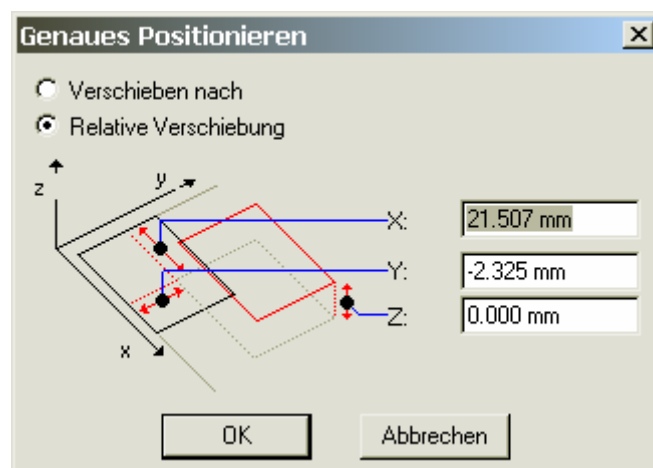 Genaues Positionieren
Verschieben nach
Relative Verschiebung
z
y
x
X: 21.507 mm
Y: -2.325 mm
Z: 0.000 mm
OK
Abbrechen